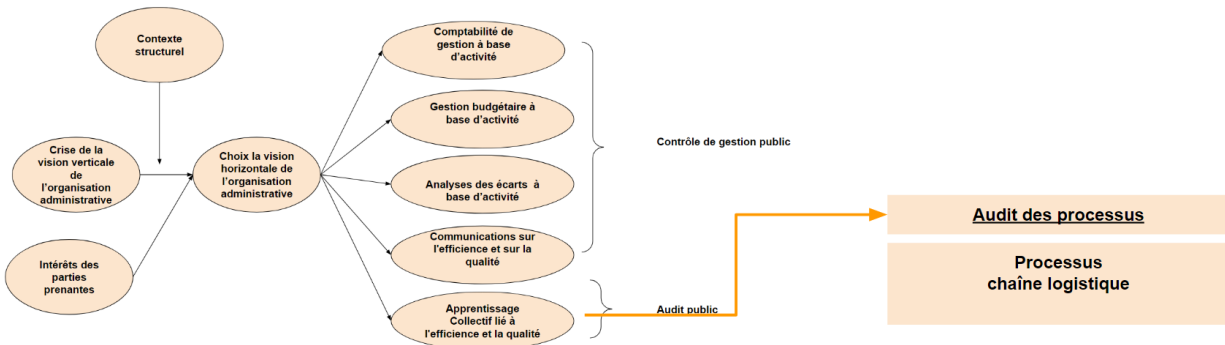 Contexte
structurel
Crise de la
vision verticale
de
l'organisation
administrative
Intérêts des
parties
prenantes
Choix la vision
horizontale de
l'organisation
administrative
Comptabilité de
gestion à base
d'activité
Gestion budgétaire à
base d'activité
Analyses des écarts à
base d'activité
Communications sur
l'efficience et sur la
qualité
Apprentissage
Collectif lié à
l'efficience et la qualité
Contrôle de gestion public
Audit public
Audit des processus
Processus
chaîne logistique